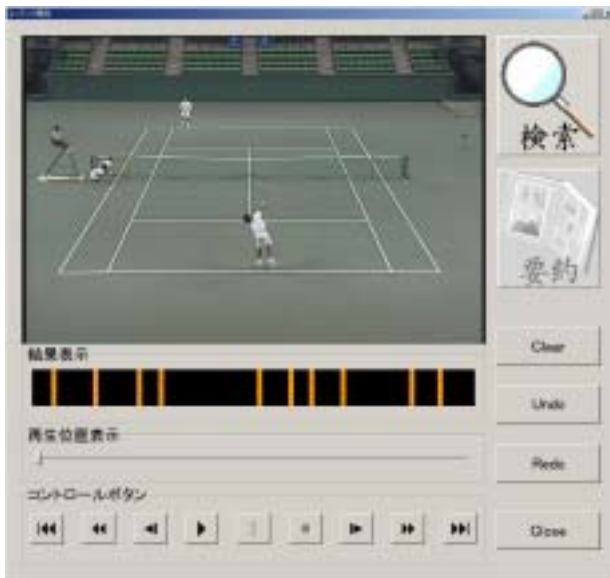 検索
要約
結果表示
Clear
再生位置表示
Undo
Redo
コントロールボタン
Close